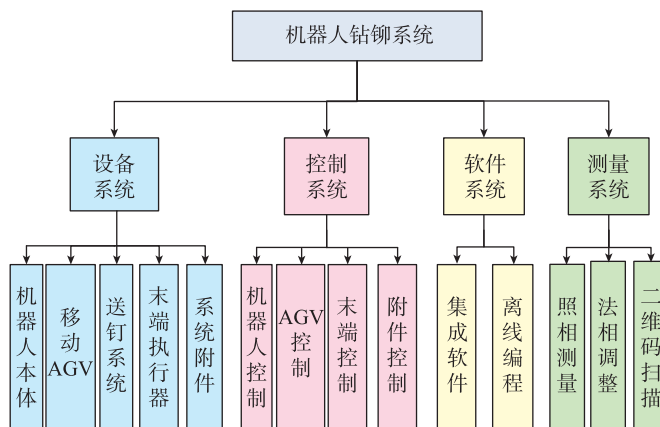 机器人钻铆系统
设备
系统
控制
系统
软件
系统
测量
系统
机器人本体
移动
AGV
送钉系统
末端执行器
系统附件
机器人控制
AGV
控制
末端控制
附件控制
集成软件
离线编程
照相测量
法相调整
二维码扫描